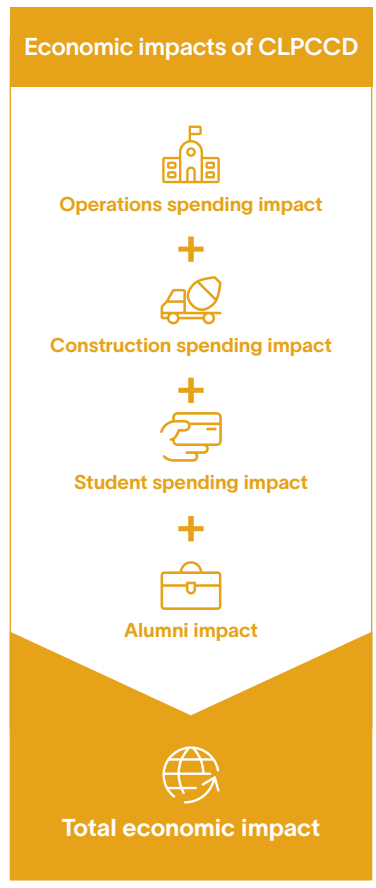 Economic impacts of CLPCCD
Operations spending impact
+
Construction spending impact
+
Student spending impact
+
Alumni impact
Total economic impact